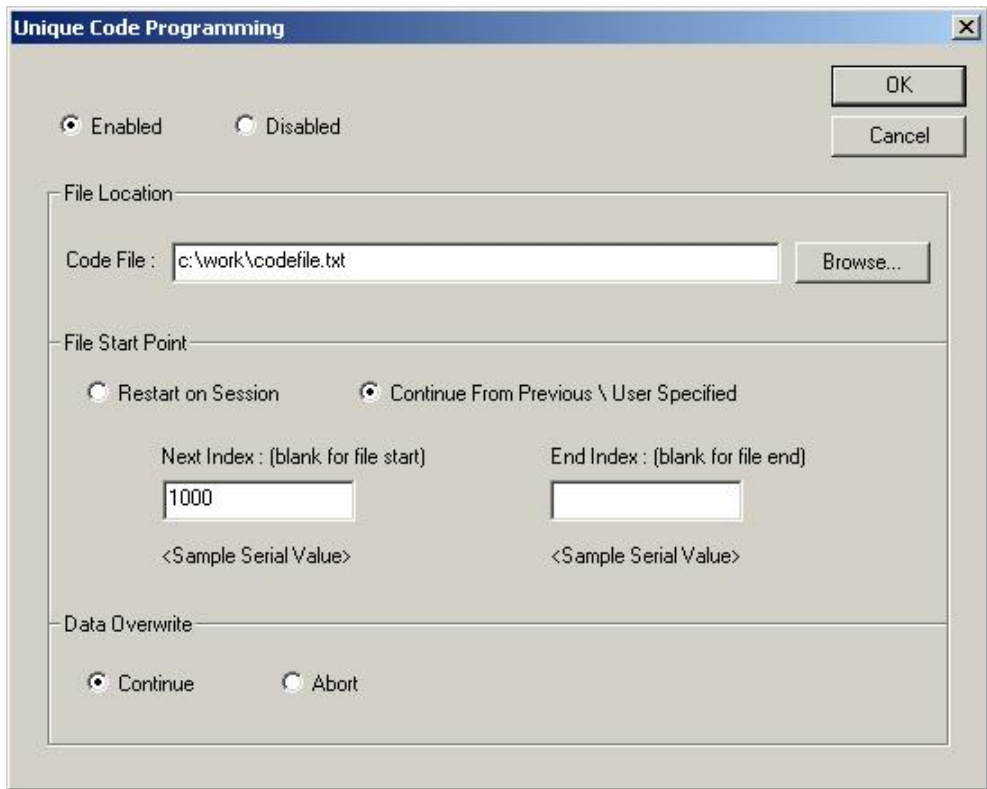 Unique Code Programming
OK
Enabled Disabled
Cancel
File Location
Code File : c:\work\codefile.txt Browse...
File Start Point
Restart on Session Continue From Previous \ User Specified
Next Index : (blank for file start) End Index : (blank for file end)
1000
<Sample Serial Value> <Sample Serial Value>
Data Overwrite
Continue Abort